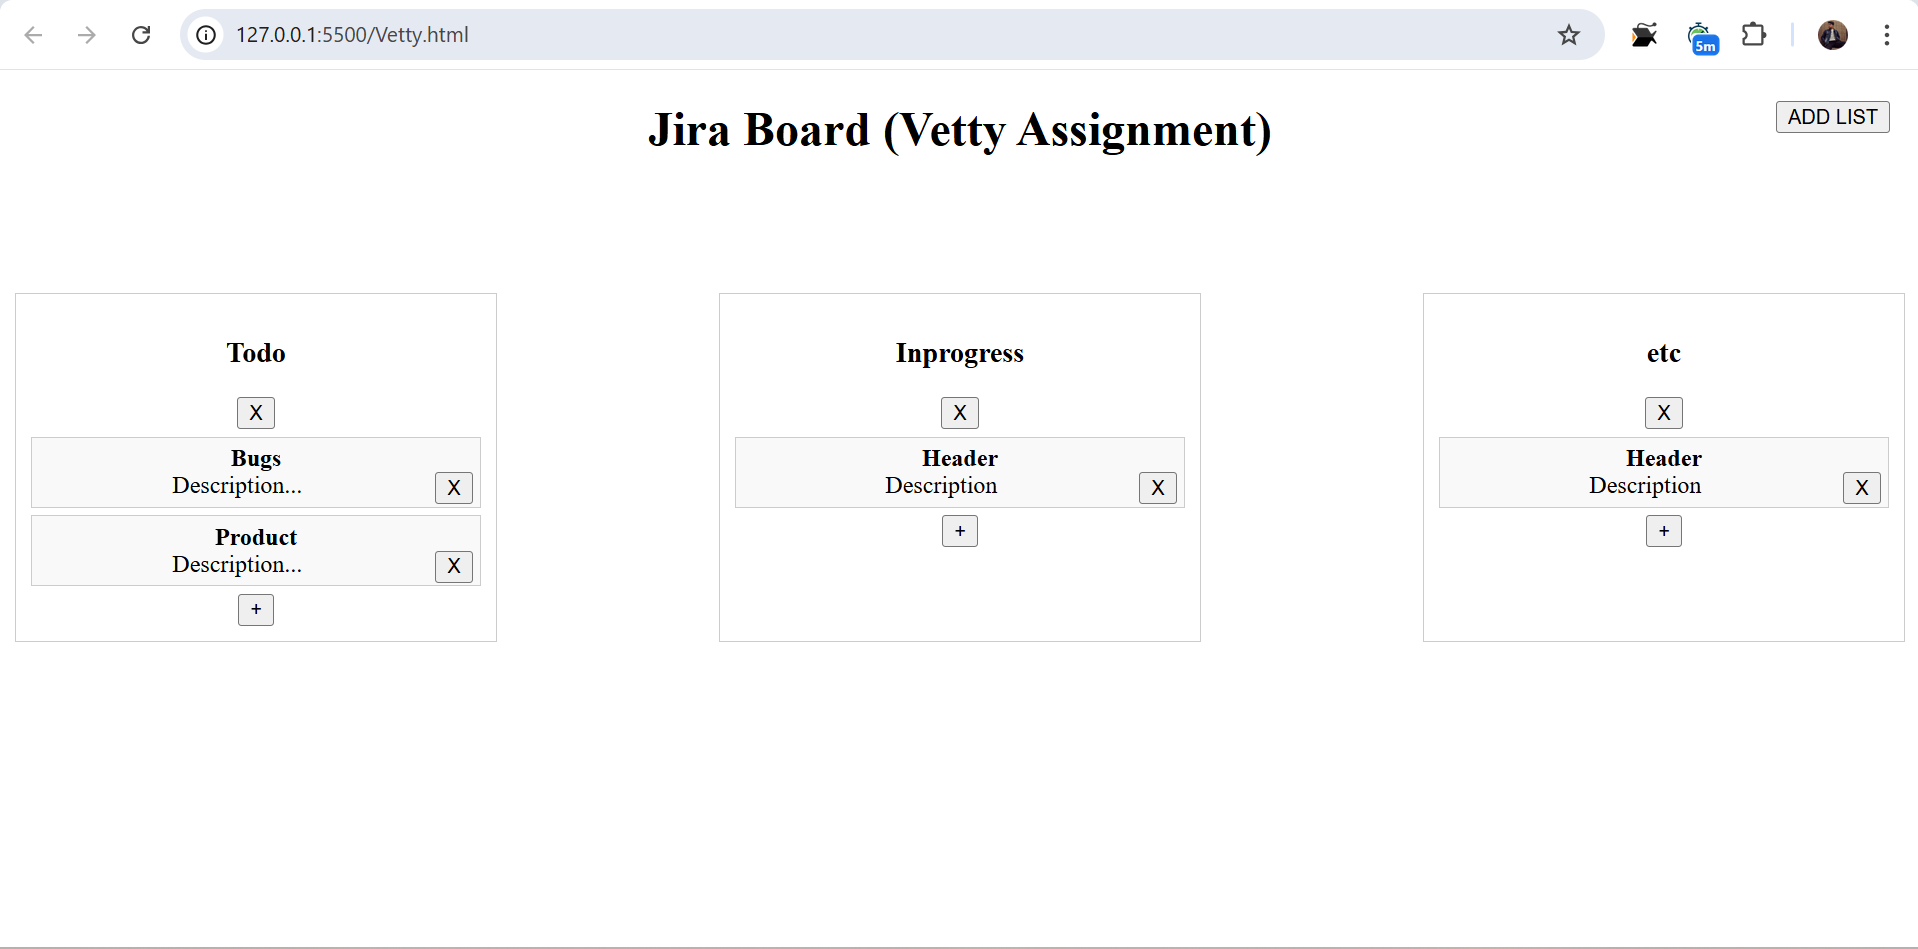 127.0.0.1:5500/Vetty.html
5m
Jira Board (Vetty Assignment)
ADD LIST
Todo
X
Bugs
Description...
X
Product
Description...
X
+
Inprogress
X
Header
Description
X
+
etc
X
Header
Description
X
+